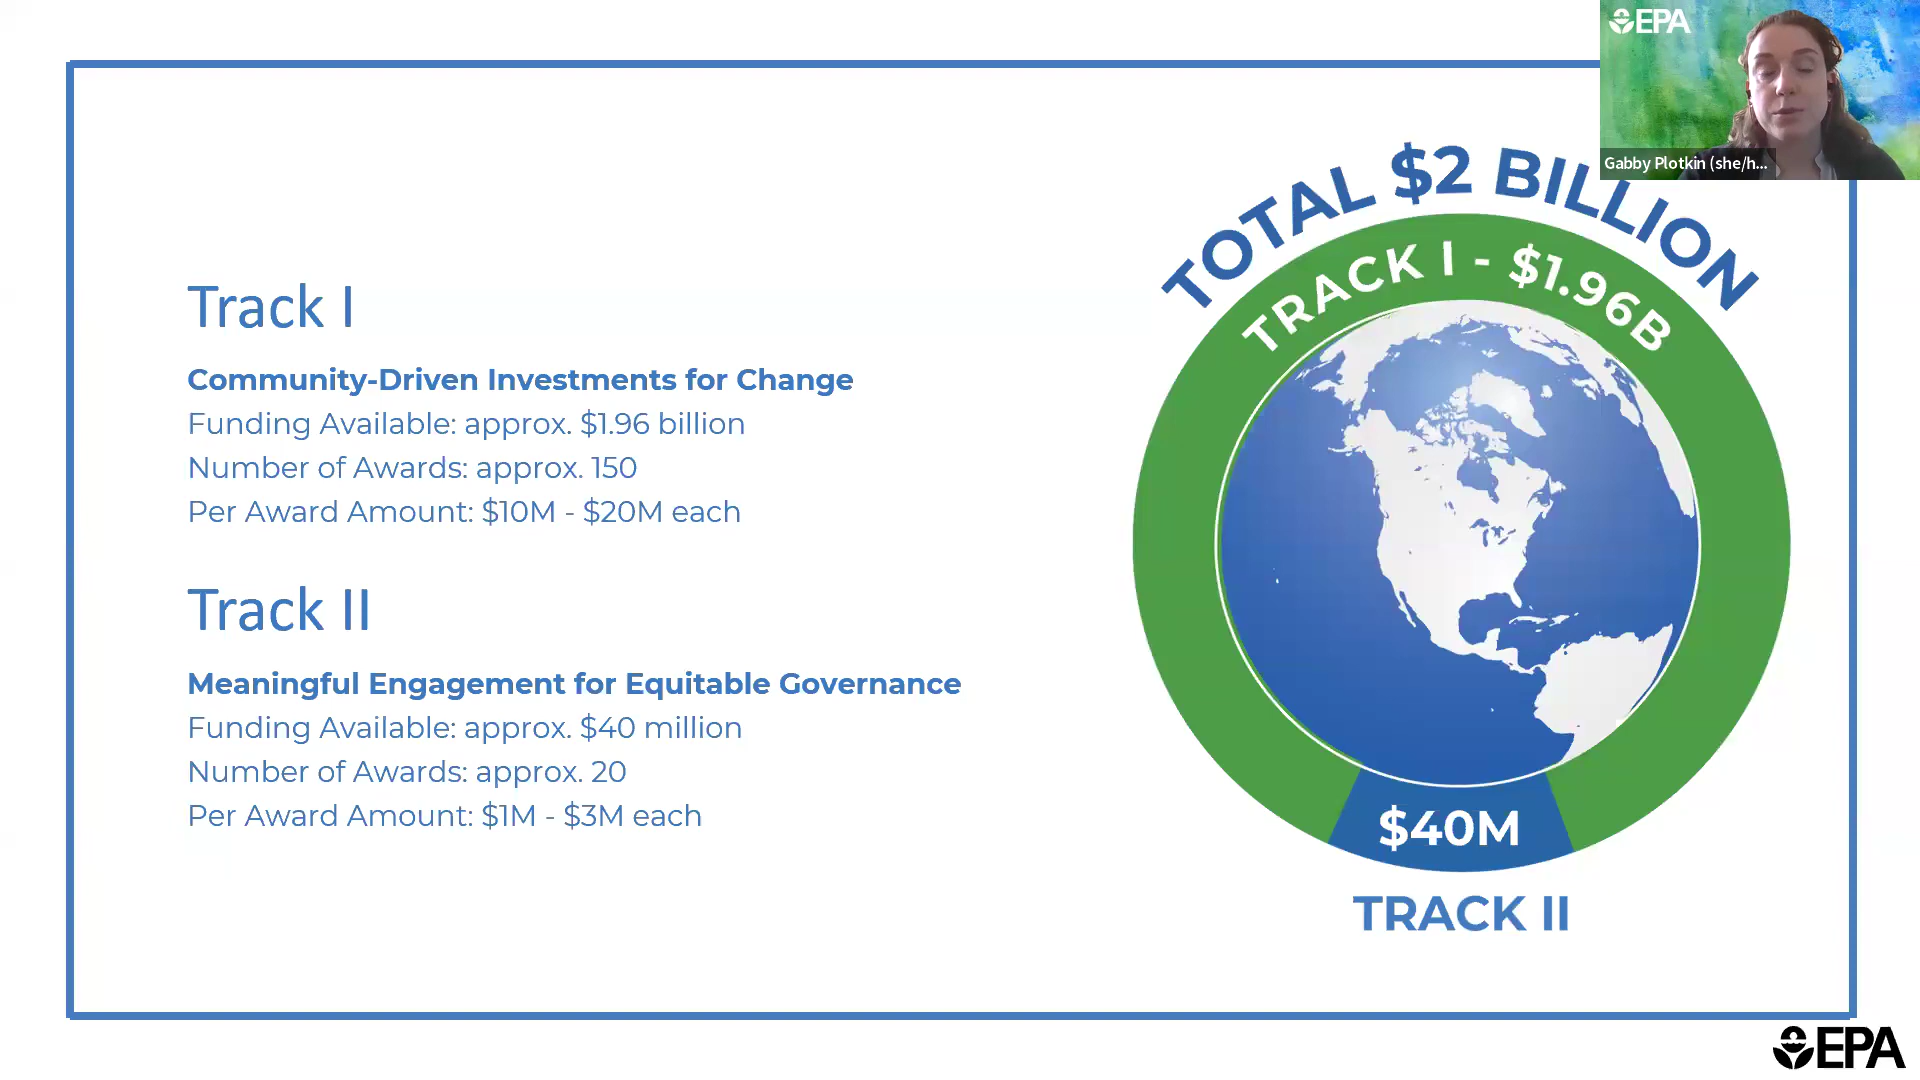 EPA
Gabby Plotkin (she/h...
TOTAL $2 BILLION
TRACK I - $1.96B
Track I
Community-Driven Investments for Change
Funding Available: approx. $1.96 billion
Number of Awards: approx. 150
Per Award Amount: $10M - $20M each
Track II
Meaningful Engagement for Equitable Governance
Funding Available: approx. $40 million
Number of Awards: approx. 20
Per Award Amount: $1M - $3M each
$40M
TRACK II
EPA